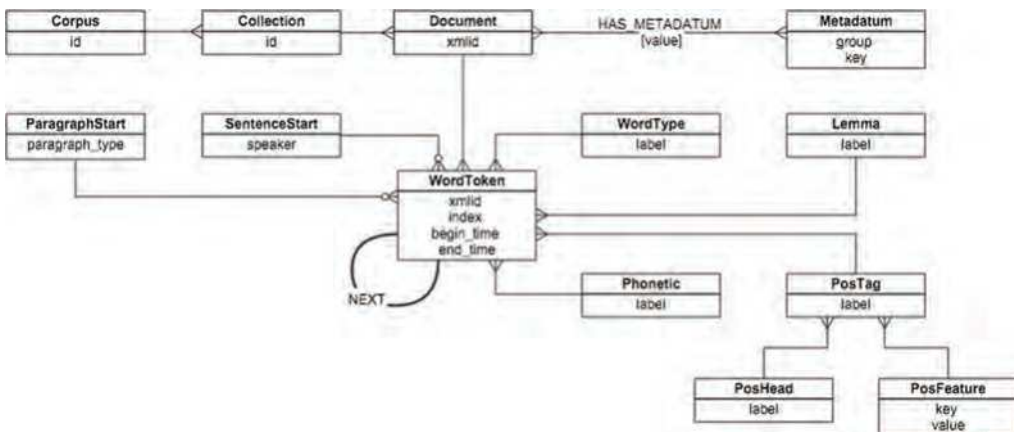 Corpus
id
Collection
id
Document
xmlid
HAS_METADATUM
[value]
Metadatum
group
key
ParagraphStart
paragraph_type
SentenceStart
speaker
WordType
label
Lemma
label
WordToken
xmlid
index
begin_time
end_time
NEXT
Phonetic
label
PosTag
label
PosHead
label
PosFeature
key
value